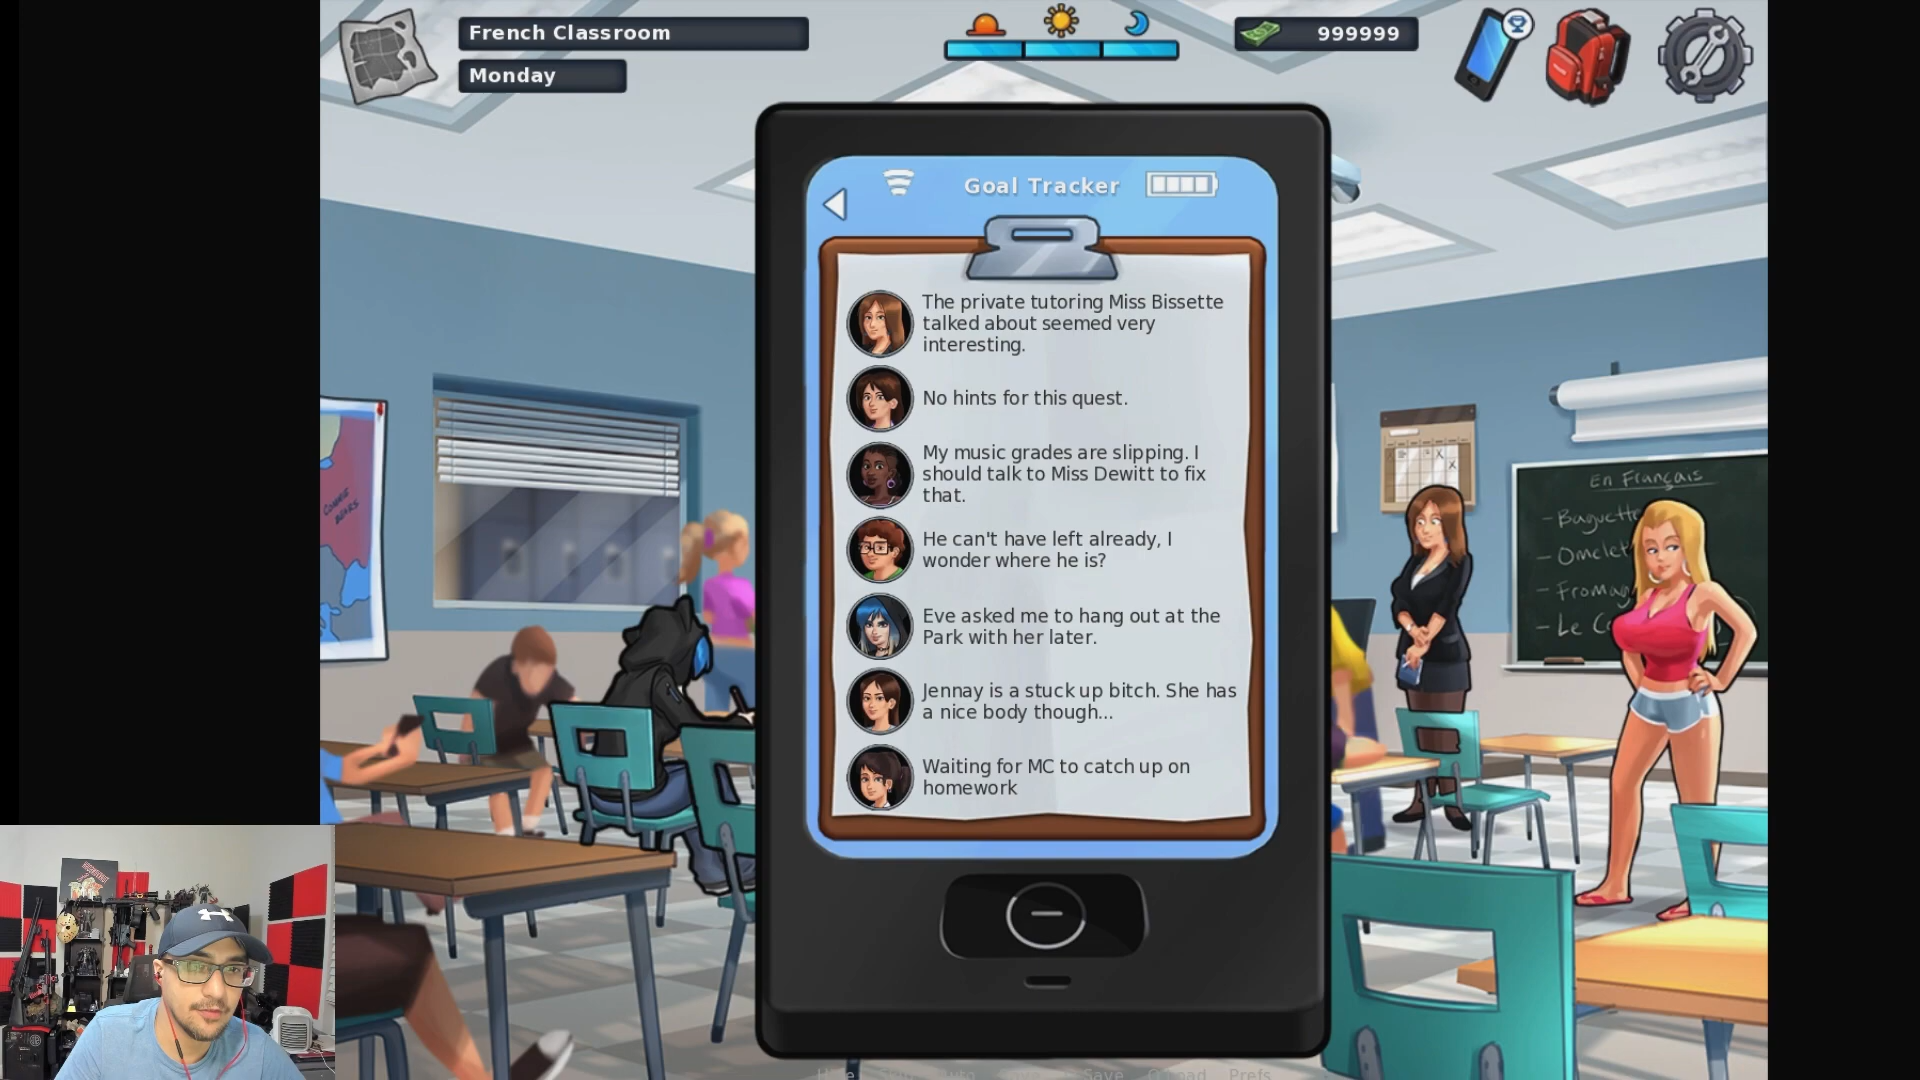 French Classroom
Monday
999999
Goal Tracker
The private tutoring Miss Bissette
talked about seemed very
interesting.
No hints for this quest.
My music grades are slipping. I
should talk to Miss Dewitt to fix
that.
He can't have left already, I
wonder where he is?
Eve asked me to hang out at the
Park with her later.
Jennay is a stuck up bitch. She has
a nice body though...
Waiting for MC to catch up on
homework
En Français
- Baguette
- Omelet
- Fromag
- Le C
Save
Prefs